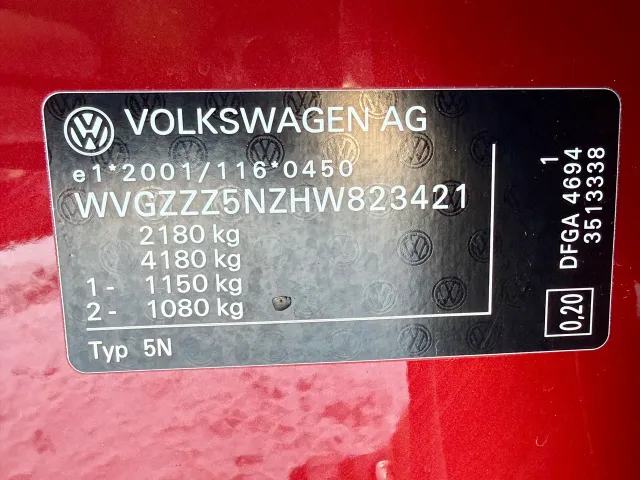 VOLKSWAGEN AG
e1*2001/116*0450
WVGZZZ5NZHW823421
2180 kg
4180 kg
1- 1150 kg
2- 1080 kg
Typ 5N
1
DFGA 4694
3513338
0,20